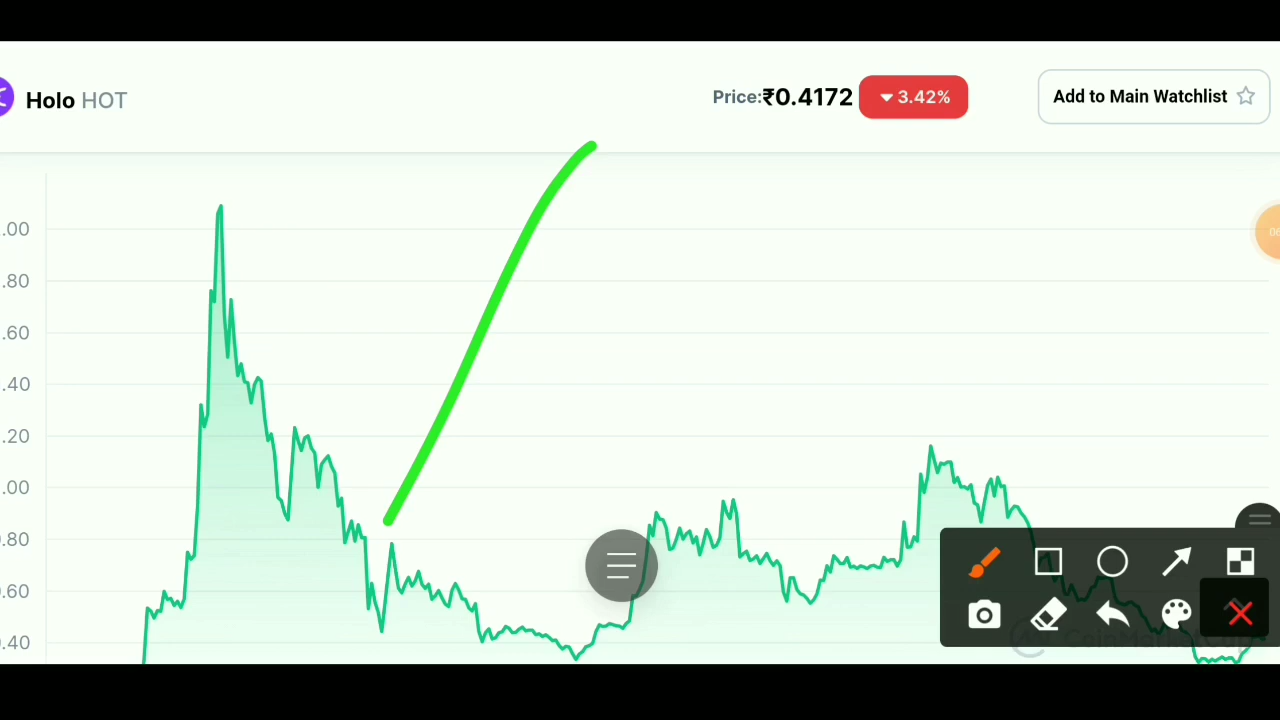 Holo HOT
Price:₹0.4172 3.42%
Add to Main Watchlist
.00
.80
.60
.40
.20
.00
.80
.60
.40
CoinMarketCap